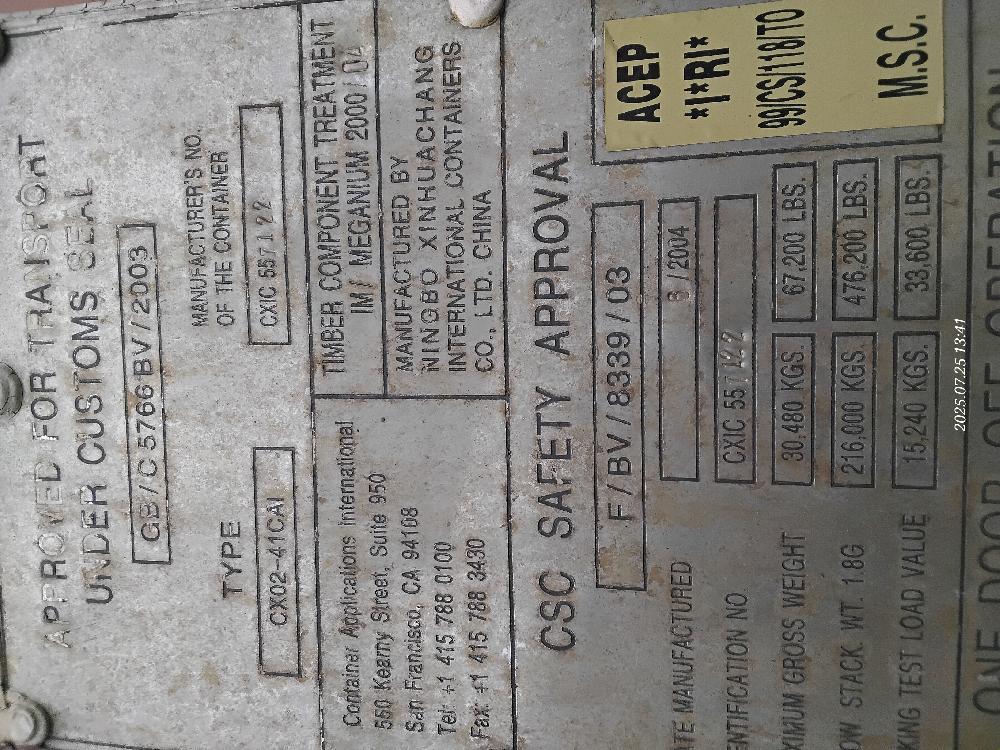 APPROVED FOR TRANSPORT
UNDER CUSTOMS SEAL
GB/C 5766 BV/2003
TYPE
CX02-41CAI
MANUFACTURER'S NO.
OF THE CONTAINER
CXIC 557122
Container Applications International
550 Kearny Street, Suite 950
San Francisco, CA 94108
Tel: +1 415 788 0100
Fax: +1 415 788 3430
TIMBER COMPONENT TREATMENT
IM/ MEGANIUM 2000/04
MANUFACTURED BY
NINGBO XINHUACHANG
INTERNATIONAL CONTAINERS
CO., LTD. CHINA
CSC SAFETY APPROVAL
F/BV/8339/03
ACEP
*I*RI*
99/CS/118/TO
M.S.C.
TE MANUFACTURED
6/2004
ENTIFICATION NO.
CXIC 557122
IMUM GROSS WEIGHT
30,480 KGS. 67,200 LBS.
OW STACK WT. 1.8G
216,000 KGS. 476,200 LBS.
KING TEST LOAD VALUE
15,240 KGS. 33,600 LBS.
ONE DOOR OFF OPERATION
2025.07.25 13:41